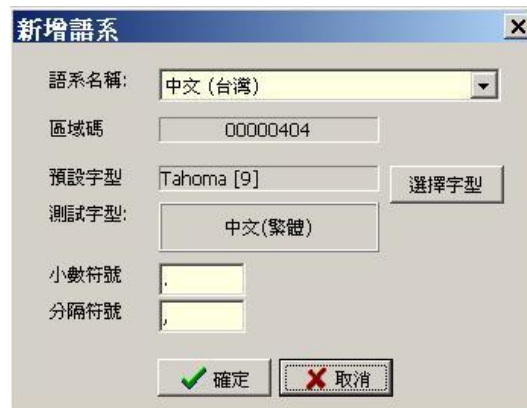 新增語系
語系名稱: 中文 (台灣)
區域碼 00000404
預設字型 Tahoma [9] 選擇字型
測試字型: 中文(繁體)
小數符號 .
分隔符號 ,
確定 取消